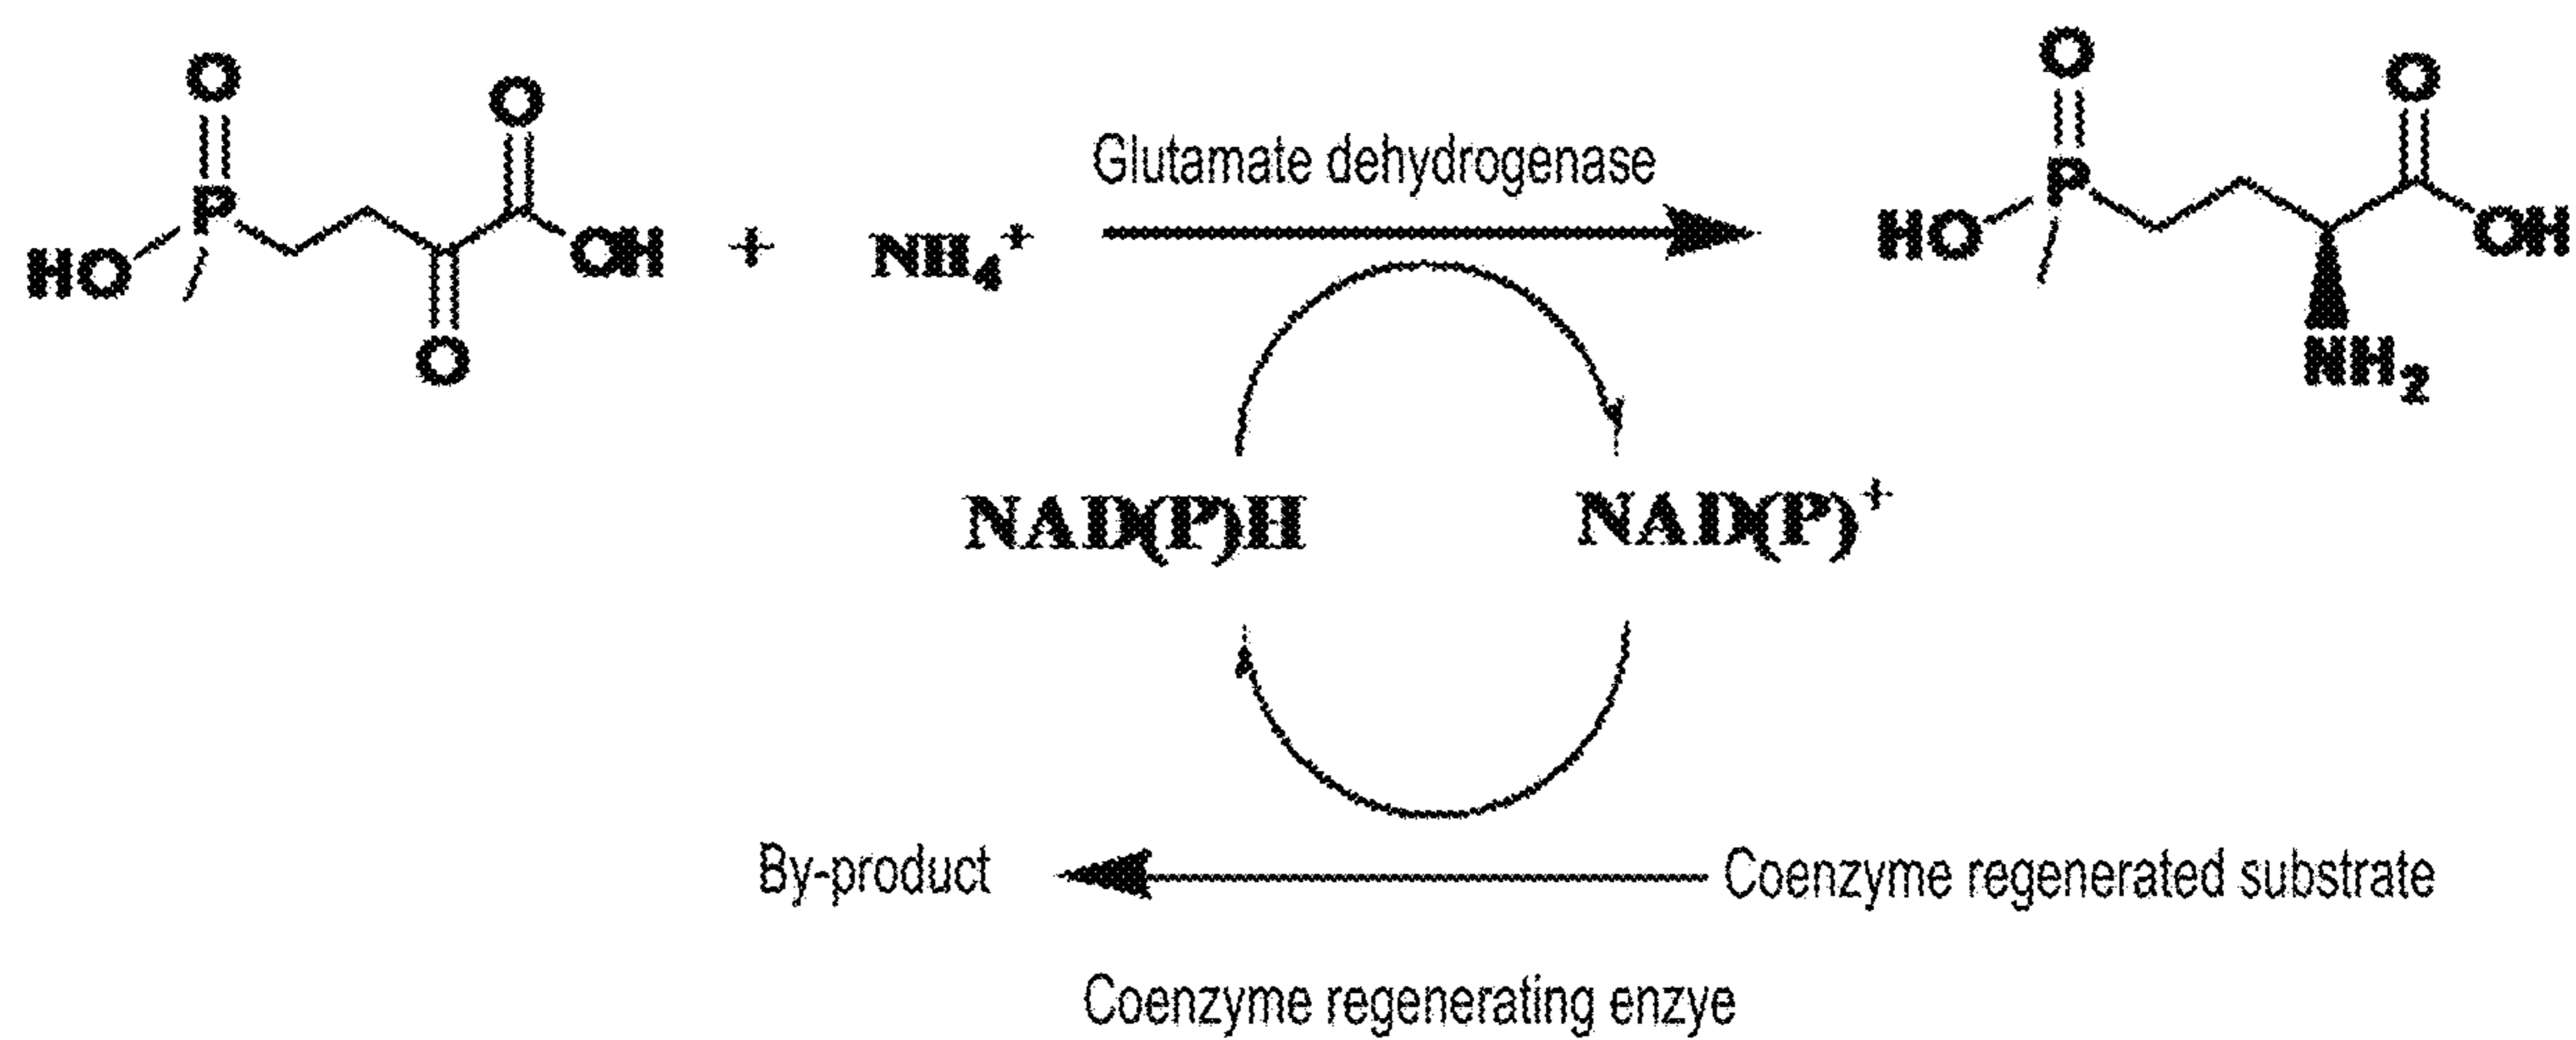 O
O
P
HO
OH
O
+
NH₄⁺
Glutamate dehydrogenase
O
O
P
HO
OH
NH₂
NAD(P)H
NAD(P)⁺
By-product
Coenzyme regenerated substrate
Coenzyme regenerating enzye